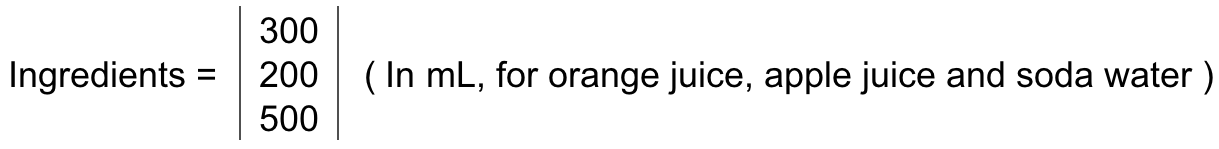 300
Ingredients = 200 ( In mL, for orange juice, apple juice and soda water )
500